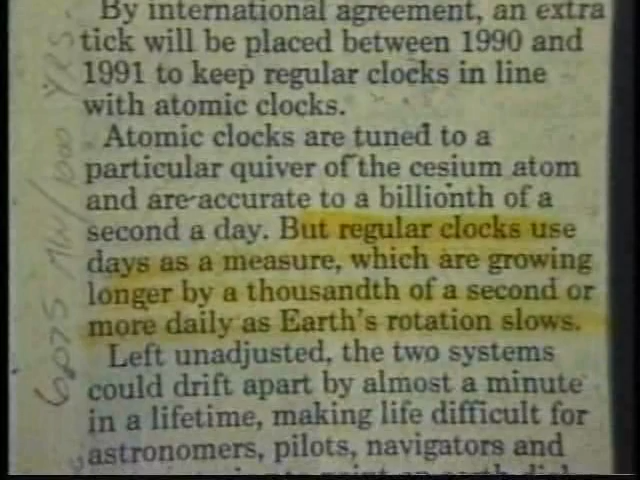 By international agreement, an extra
tick will be placed between 1990 and
1991 to keep regular clocks in line
with atomic clocks.
Atomic clocks are tuned to a
particular quiver of the cesium atom
and are accurate to a billionth of a
second a day. But regular clocks use
days as a measure, which are growing
longer by a thousandth of a second or
more daily as Earth's rotation slows.
Left unadjusted, the two systems
could drift apart by almost a minute
in a lifetime, making life difficult for
astronomers, pilots, navigators and
MIN/1000 YRS.